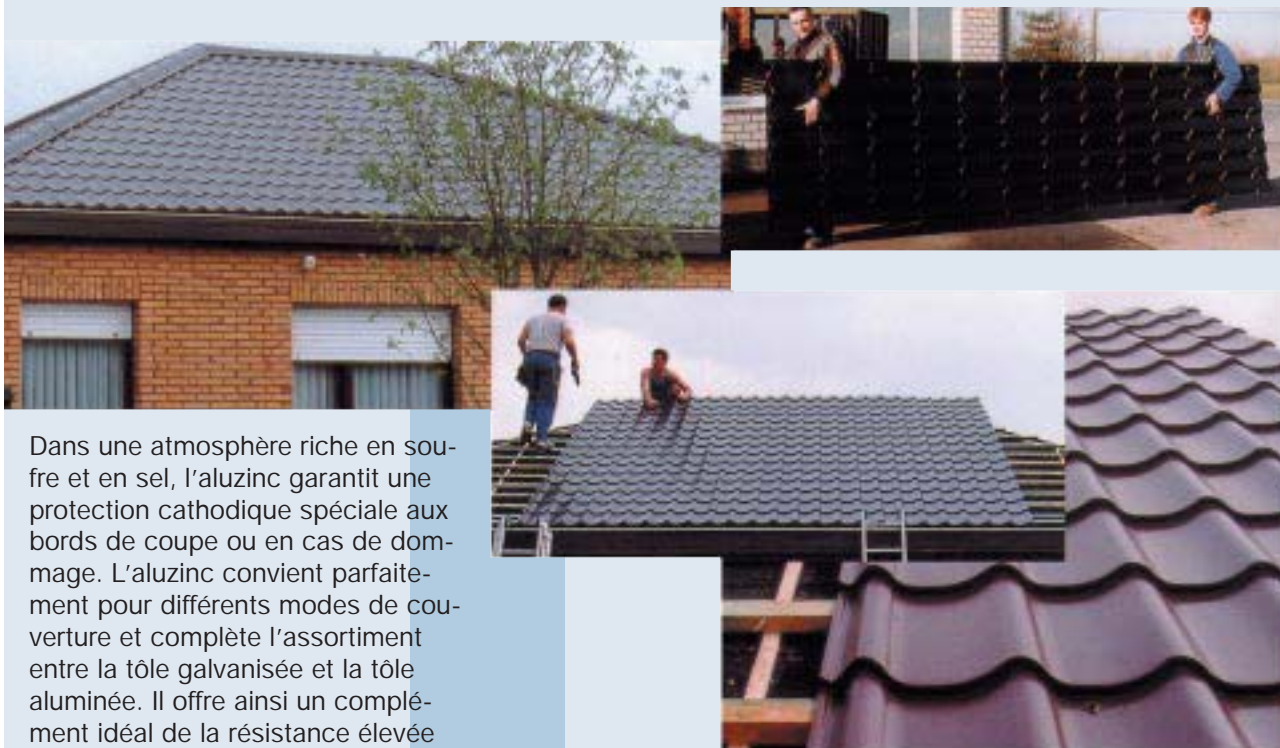 Dans une atmosphère riche en sou-
fre et en sel, l'aluzinc garantit une
protection cathodique spéciale aux
bords de coupe ou en cas de dom-
mage. L'aluzinc convient parfaite-
ment pour différents modes de cou-
verture et complète l'assortiment
entre la tôle galvanisée et la tôle
aluminée. Il offre ainsi un complé-
ment idéal de la résistance élevée